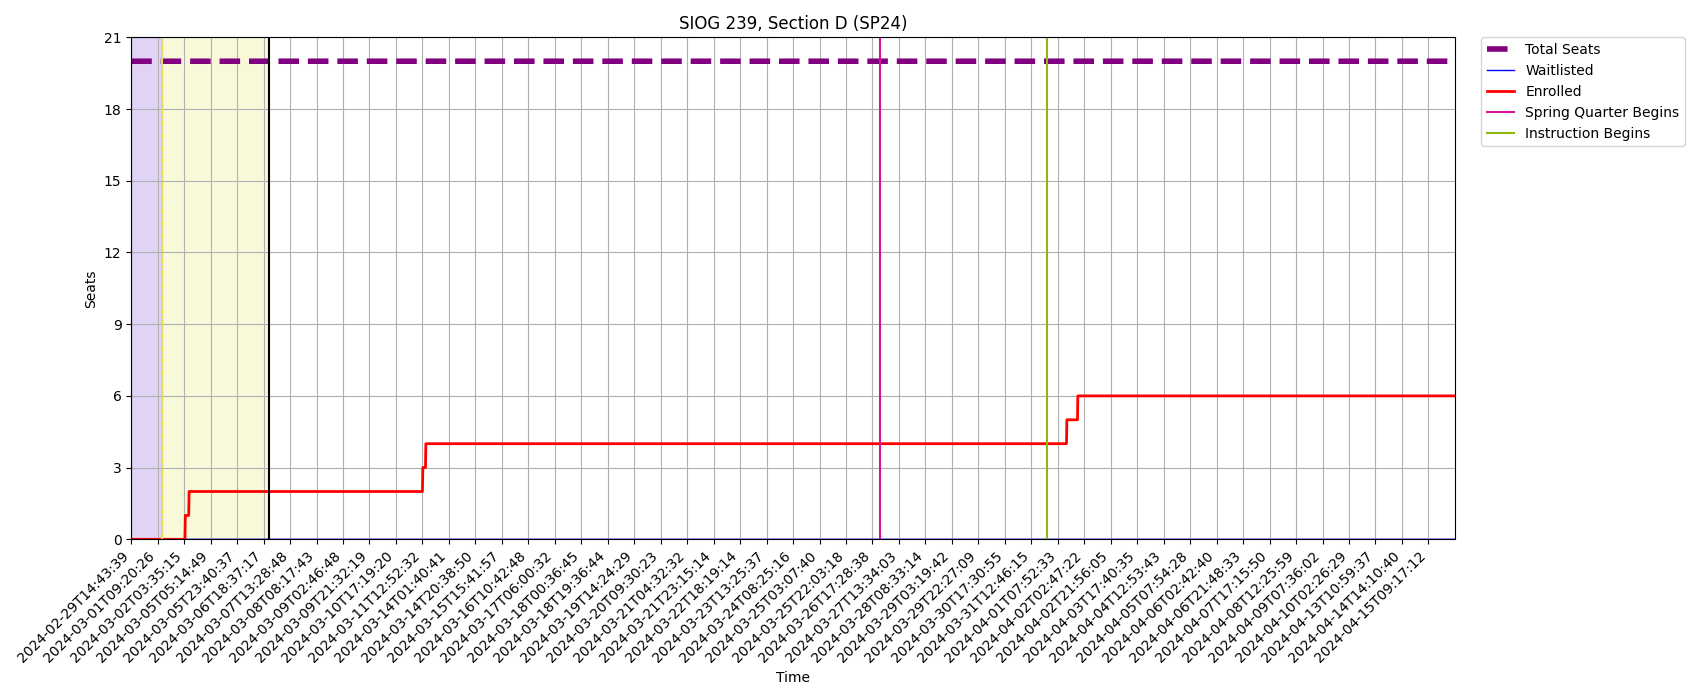 SIOG 239, Section D (SP24)
21
18
15
12
9
6
3
0
Seats
Total Seats
Waitlisted
Enrolled
Spring Quarter Begins
Instruction Begins
2024-02-29T14:43:39
2024-03-01T09:20:26
2024-03-02T03:35:15
2024-03-05T05:14:49
2024-03-05T23:40:37
2024-03-06T18:37:17
2024-03-07T13:28:48
2024-03-08T08:17:43
2024-03-09T02:46:48
2024-03-09T21:32:19
2024-03-10T17:19:20
2024-03-11T12:52:32
2024-03-14T01:40:41
2024-03-14T20:38:50
2024-03-15T15:41:57
2024-03-16T10:42:48
2024-03-17T06:00:32
2024-03-18T00:36:45
2024-03-18T19:36:44
2024-03-19T14:24:29
2024-03-20T09:30:23
2024-03-21T04:32:32
2024-03-21T23:15:14
2024-03-22T18:19:14
2024-03-23T13:25:37
2024-03-24T08:25:16
2024-03-25T03:07:40
2024-03-25T22:03:18
2024-03-26T17:28:38
2024-03-27T13:34:03
2024-03-28T08:33:14
2024-03-29T03:19:42
2024-03-29T22:27:09
2024-03-30T17:30:55
2024-03-31T12:46:15
2024-04-01T07:52:33
2024-04-02T02:47:22
2024-04-02T21:56:05
2024-04-03T17:40:35
2024-04-04T12:53:43
2024-04-05T07:54:28
2024-04-06T02:42:40
2024-04-06T21:48:33
2024-04-07T17:15:50
2024-04-08T12:25:59
2024-04-09T07:36:02
2024-04-10T02:26:29
2024-04-13T10:59:37
2024-04-14T14:10:40
2024-04-15T09:17:12
Time